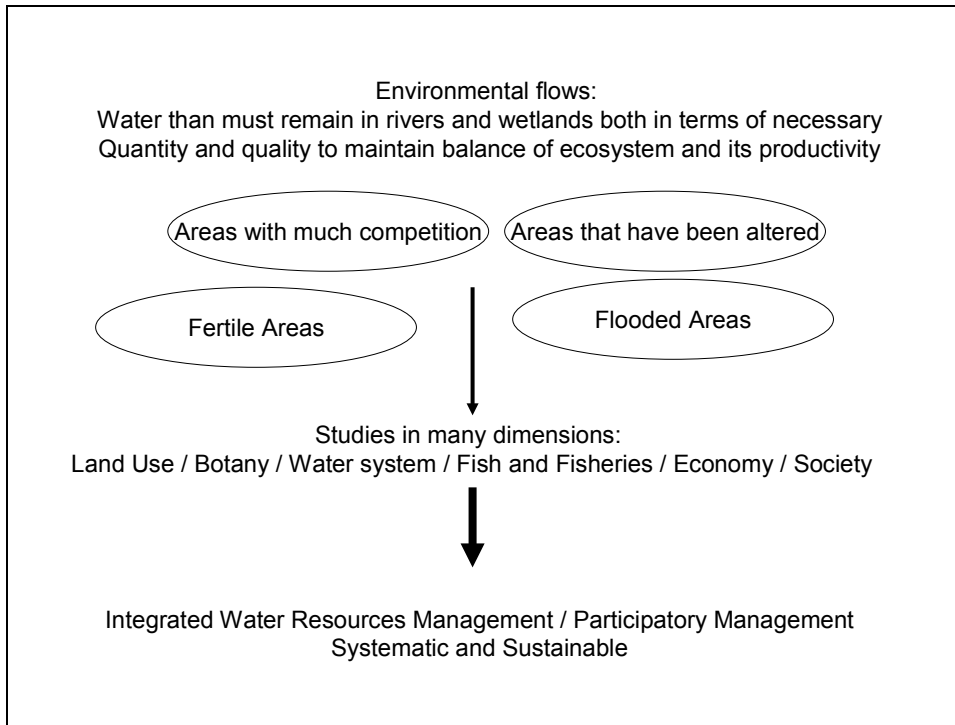 Environmental flows:
Water than must remain in rivers and wetlands both in terms of necessary
Quantity and quality to maintain balance of ecosystem and its productivity
Areas with much competition
Areas that have been altered
Fertile Areas
Flooded Areas
Studies in many dimensions:
Land Use / Botany / Water system / Fish and Fisheries / Economy / Society
Integrated Water Resources Management / Participatory Management
Systematic and Sustainable